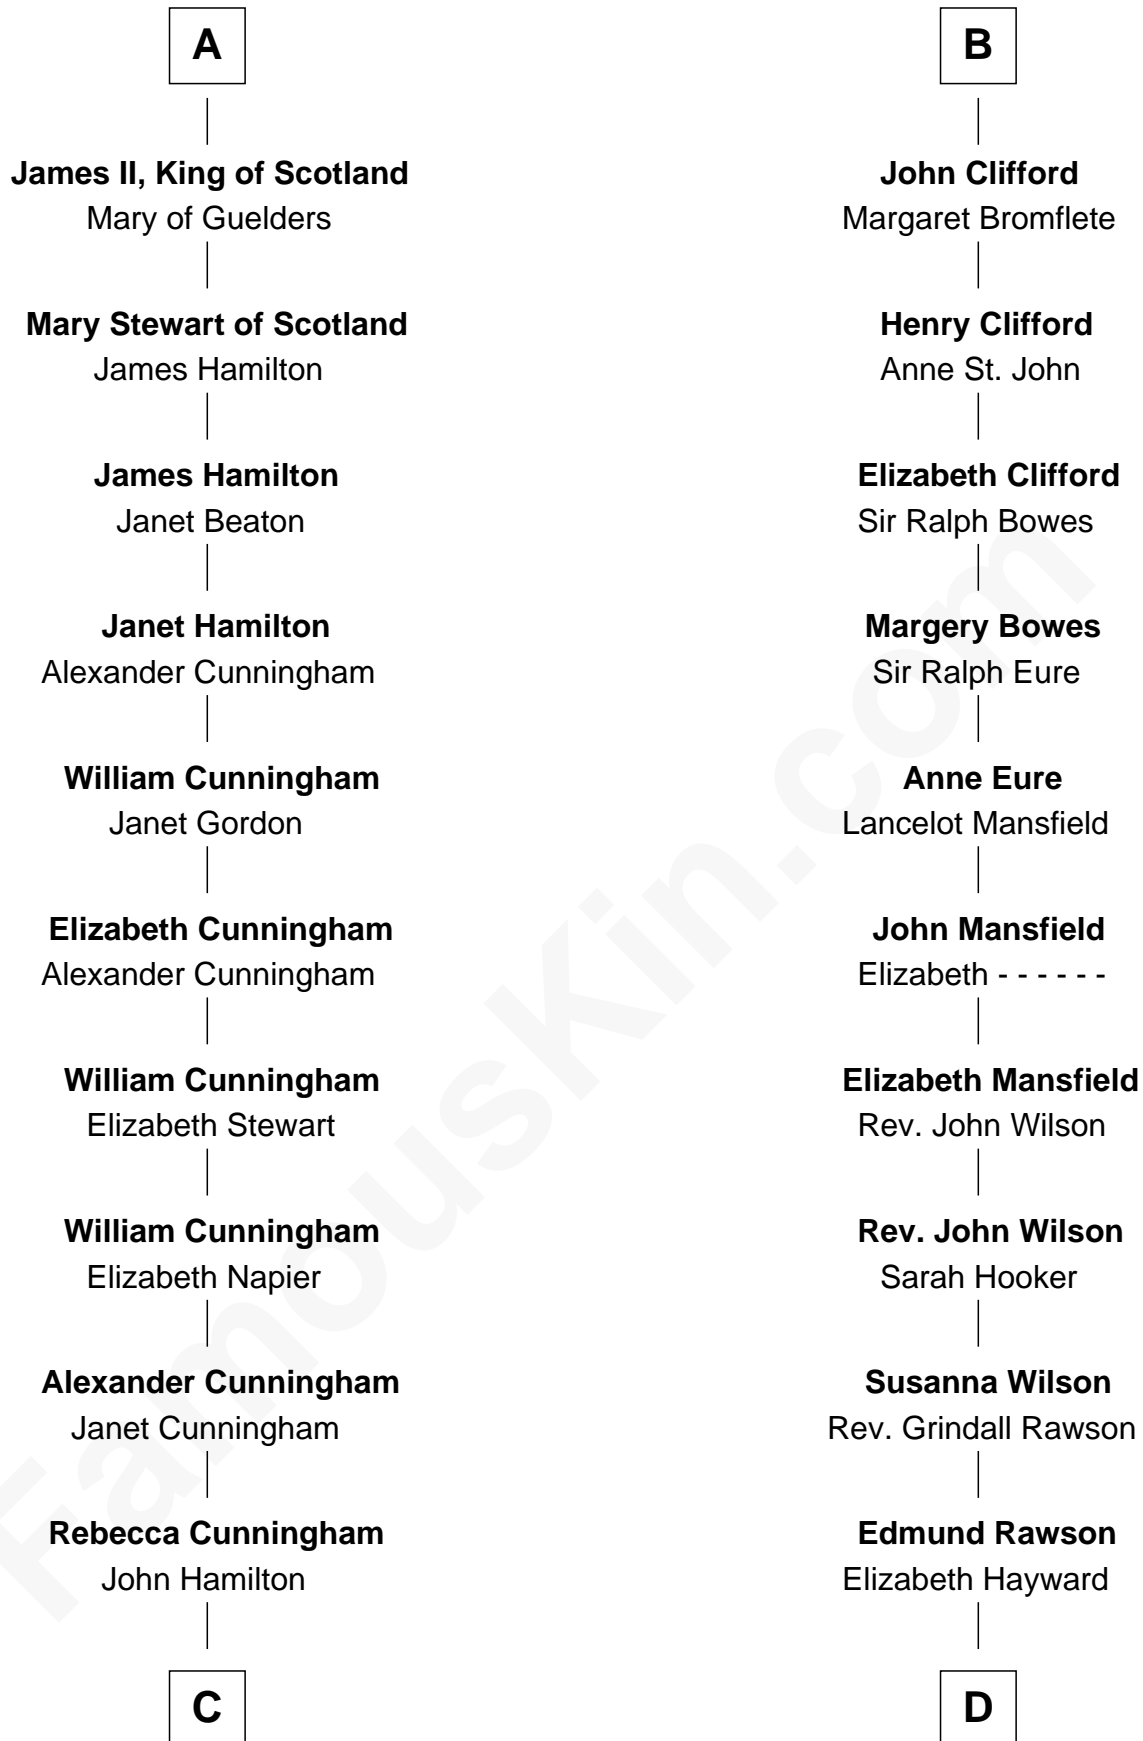 A
James II, King of Scotland
Mary of Guelders
Mary Stewart of Scotland
James Hamilton
James Hamilton
Janet Beaton
Janet Hamilton
Alexander Cunningham
William Cunningham
Janet Gordon
Elizabeth Cunningham
Alexander Cunningham
William Cunningham
Elizabeth Stewart
William Cunningham
Elizabeth Napier
Alexander Cunningham
Janet Cunningham
Rebecca Cunningham
John Hamilton
C
B
John Clifford
Margaret Bromflete
Henry Clifford
Anne St. John
Elizabeth Clifford
Sir Ralph Bowes
Margery Bowes
Sir Ralph Eure
Anne Eure
Lancelot Mansfield
John Mansfield
Elizabeth - - - - - -
Elizabeth Mansfield
Rev. John Wilson
Rev. John Wilson
Sarah Hooker
Susanna Wilson
Rev. Grindall Rawson
Edmund Rawson
Elizabeth Hayward
D
FamousKin.com